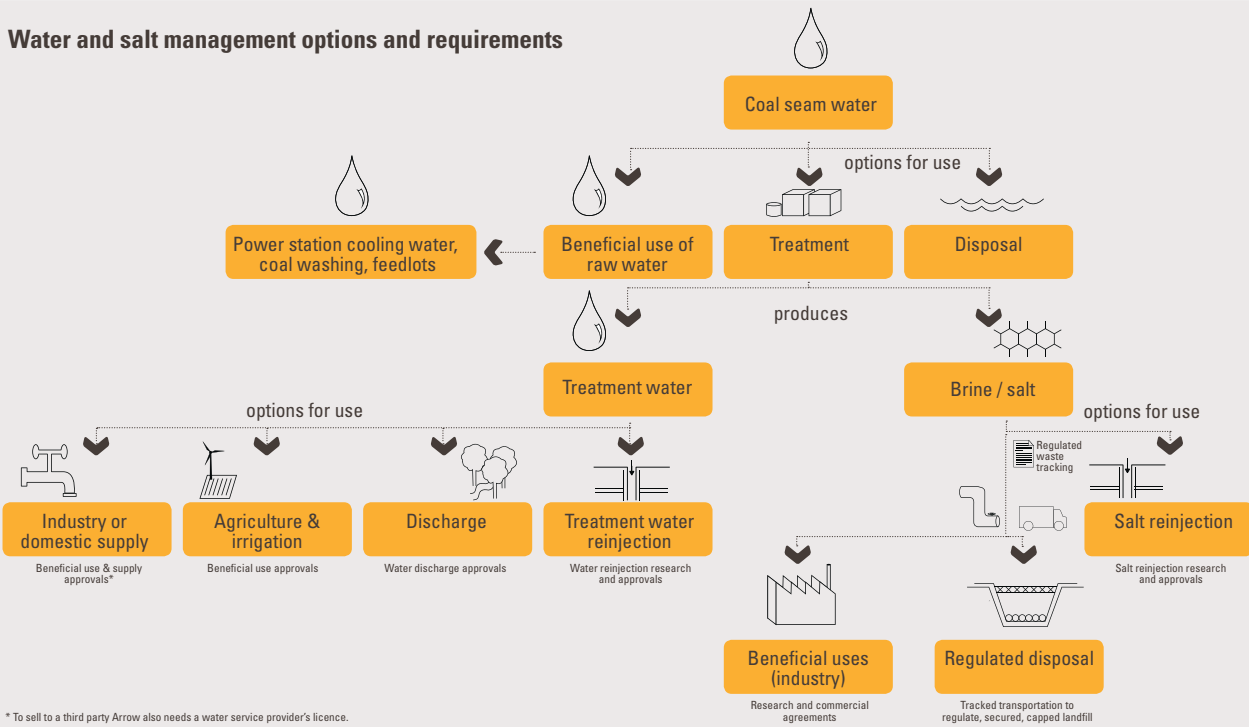 Water and salt management options and requirements
Coal seam water
options for use
Power station cooling water,
coal washing, feedlots
Beneficial use of
raw water
Treatment
Disposal
produces
Treatment water
Brine / salt
options for use
options for use
Regulated
waste
tracking
Industry or
domestic supply
Agriculture &
irrigation
Discharge
Treatment water
reinjection
Salt reinjection
Beneficial use & supply
approvals*
Beneficial use approvals
Water discharge approvals
Water reinjection research
and approvals
Salt reinjection research
and approvals
Beneficial uses
(industry)
Regulated disposal
Research and commercial
agreements
Tracked transportation to
regulate, secured, capped landfill
* To sell to a third party Arrow also needs a water service provider's licence.